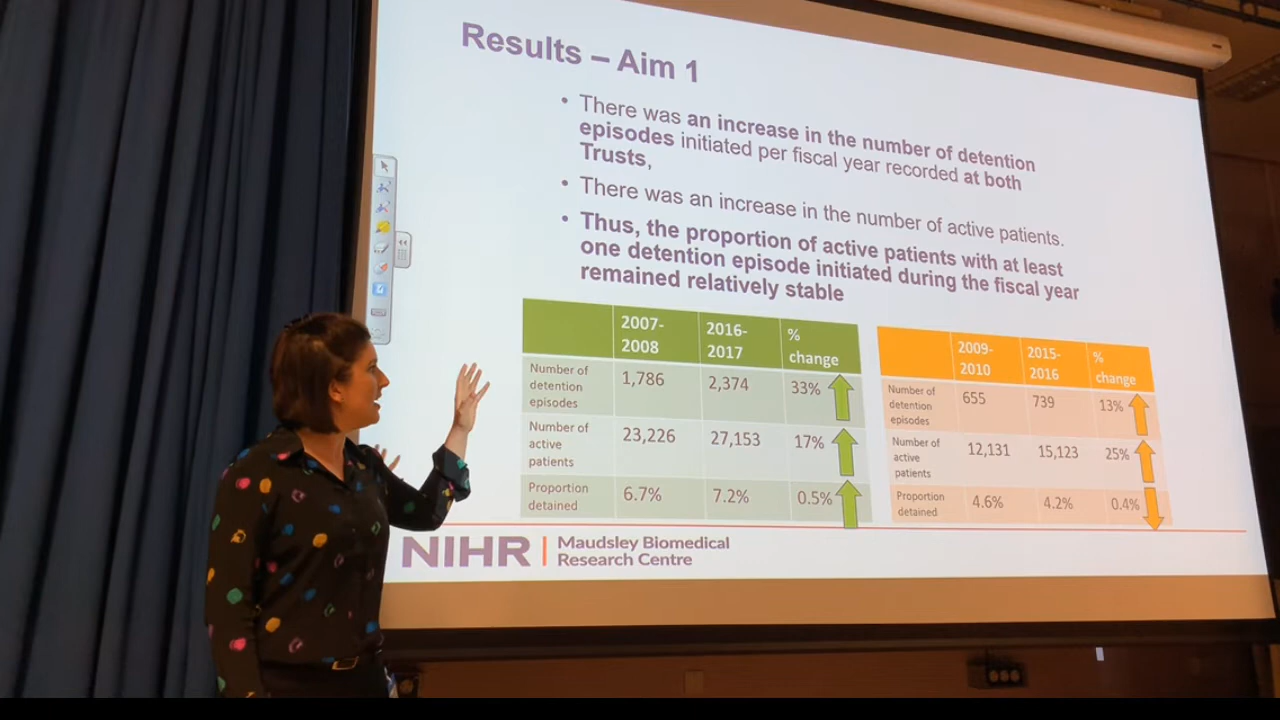 Results – Aim 1
• There was an increase in the number of detention
episodes initiated per fiscal year recorded at both
Trusts,
• There was an increase in the number of active patients.
• Thus, the proportion of active patients with at least
one detention episode initiated during the fiscal year
remained relatively stable
2007-
2008
2016-
2017
%
change
Number of
detention
episodes
1,786
2,374
33%
Number of
active
patients
23,226
27,153
17%
Proportion
detained
6.7%
7.2%
0.5%
2009-
2010
2015-
2016
%
change
Number of
detention
episodes
655
739
13%
Number of
active
patients
12,131
15,123
25%
Proportion
detained
4.6%
4.2%
0.4%
NIHR | Maudsley Biomedical
Research Centre